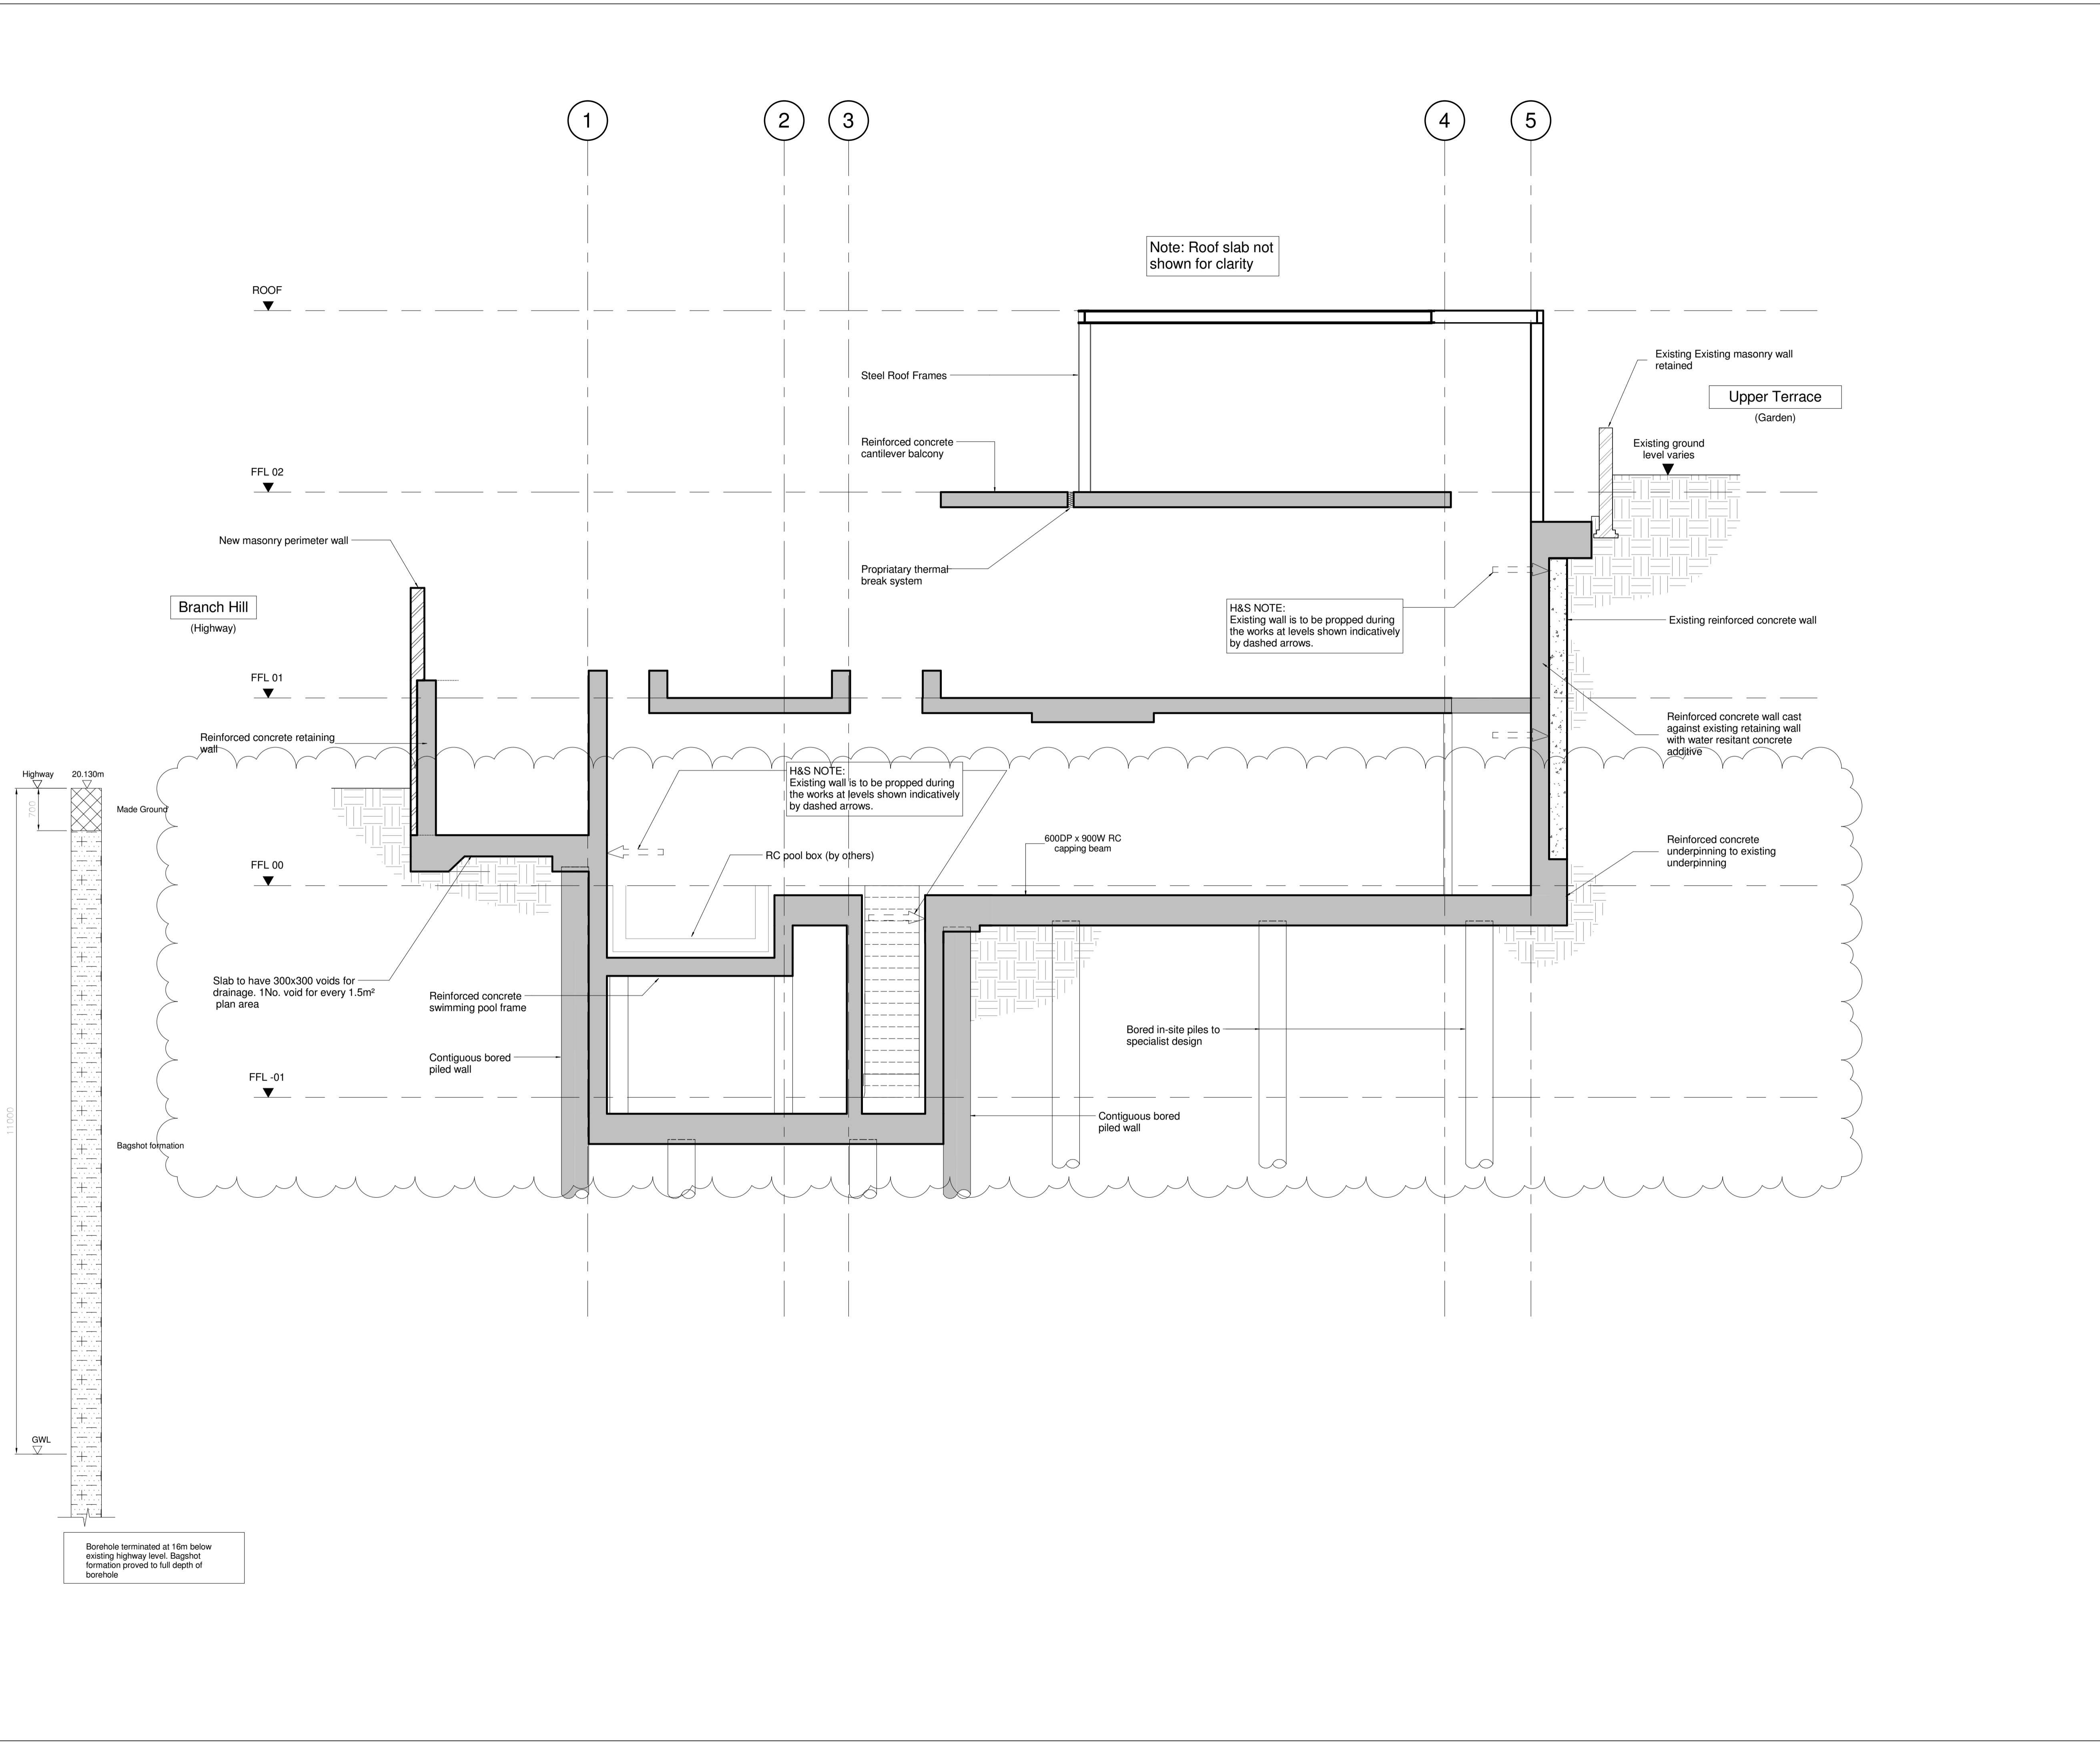 1
2
3
4
5
Note: Roof slab not
shown for clarity
ROOF
Steel Roof Frames
Existing Existing masonry wall
retained
Upper Terrace
(Garden)
Reinforced concrete
cantilever balcony
Existing ground
level varies
FFL 02
New masonry perimeter wall
Propriatary thermal
break system
Branch Hill
(Highway)
H&S NOTE:
Existing wall is to be propped during
the works at levels shown indicatively
by dashed arrows.
Existing reinforced concrete wall
FFL 01
Reinforced concrete retaining
wall
Reinforced concrete wall cast
against existing retaining wall
with water resitant concrete
additive
Highway
20.130m
700
Made Ground
H&S NOTE:
Existing wall is to be propped during
the works at levels shown indicatively
by dashed arrows.
600DP x 900W RC
capping beam
RC pool box (by others)
Reinforced concrete
underpinning to existing
underpinning
FFL 00
Slab to have 300x300 voids for
drainage. 1No. void for every 1.5m²
plan area
Reinforced concrete
swimming pool frame
Bored in-site piles to
specialist design
Contiguous bored
piled wall
FFL -01
11000
Contiguous bored
piled wall
Bagshot formation
GWL
Borehole terminated at 16m below
existing highway level. Bagshot
formation proved to full depth of
borehole